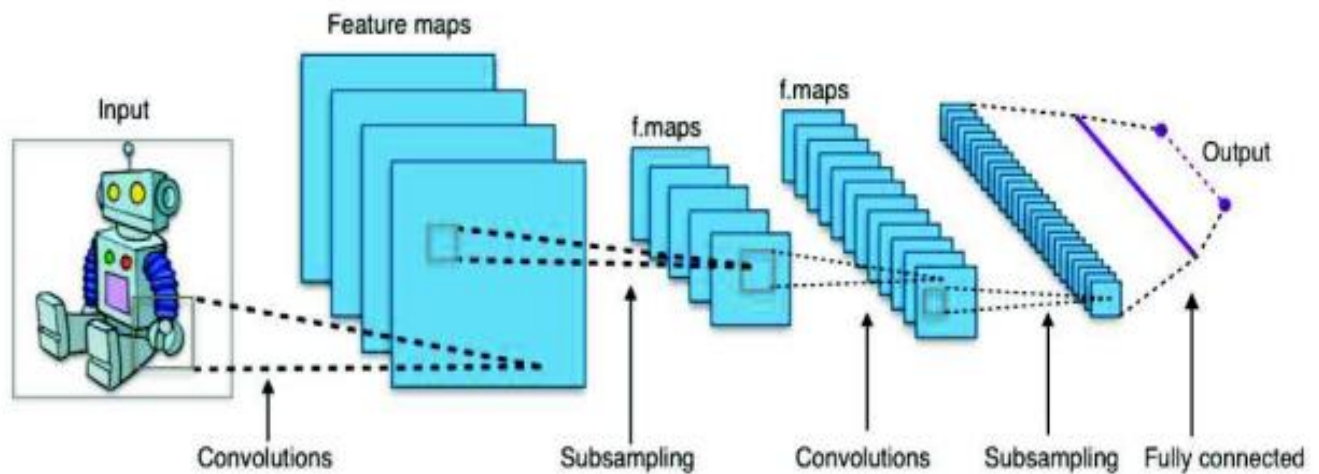 Feature maps
Input
f.maps
f.maps
Output
Convolutions
Subsampling
Convolutions
Subsampling
Fully connected